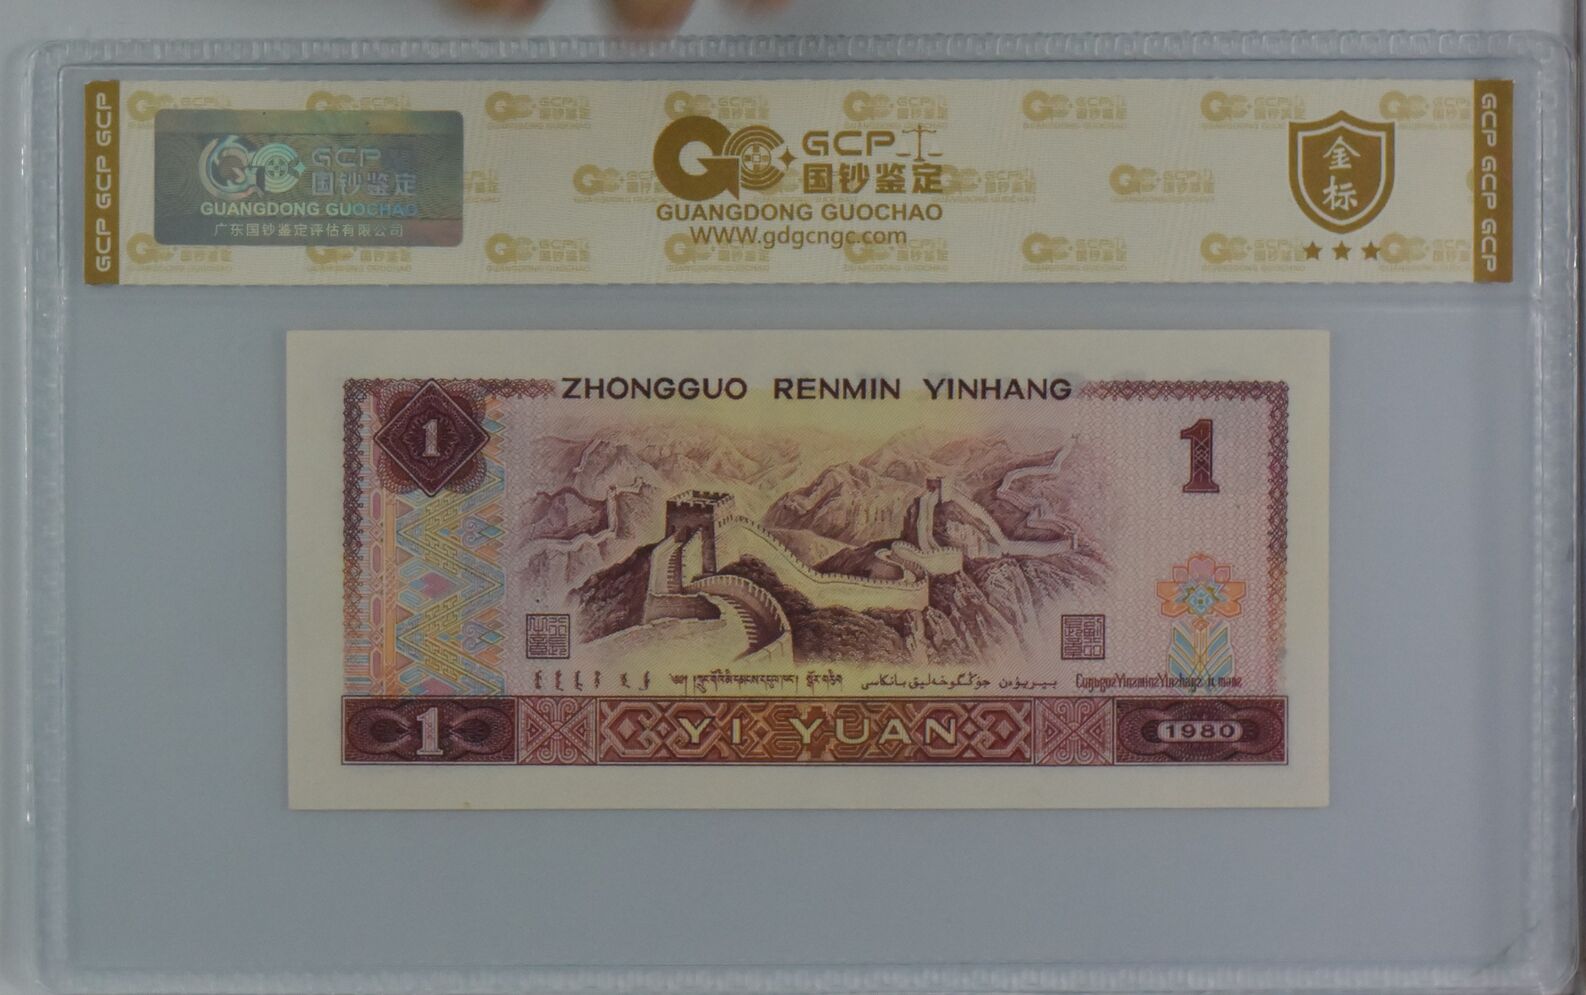 GCP GCP GCP
GCP
国钞鉴定
GUANGDONG GUOCHAO
广东国钞鉴定评估有限公司
GCP
国钞鉴定
GUANGDONG GUOCHAO
WWW.gdgcngc.com
金标
GCP GCP GCP
ZHONGGUO RENMIN YINHANG
1
1
1
YI YUAN
1980